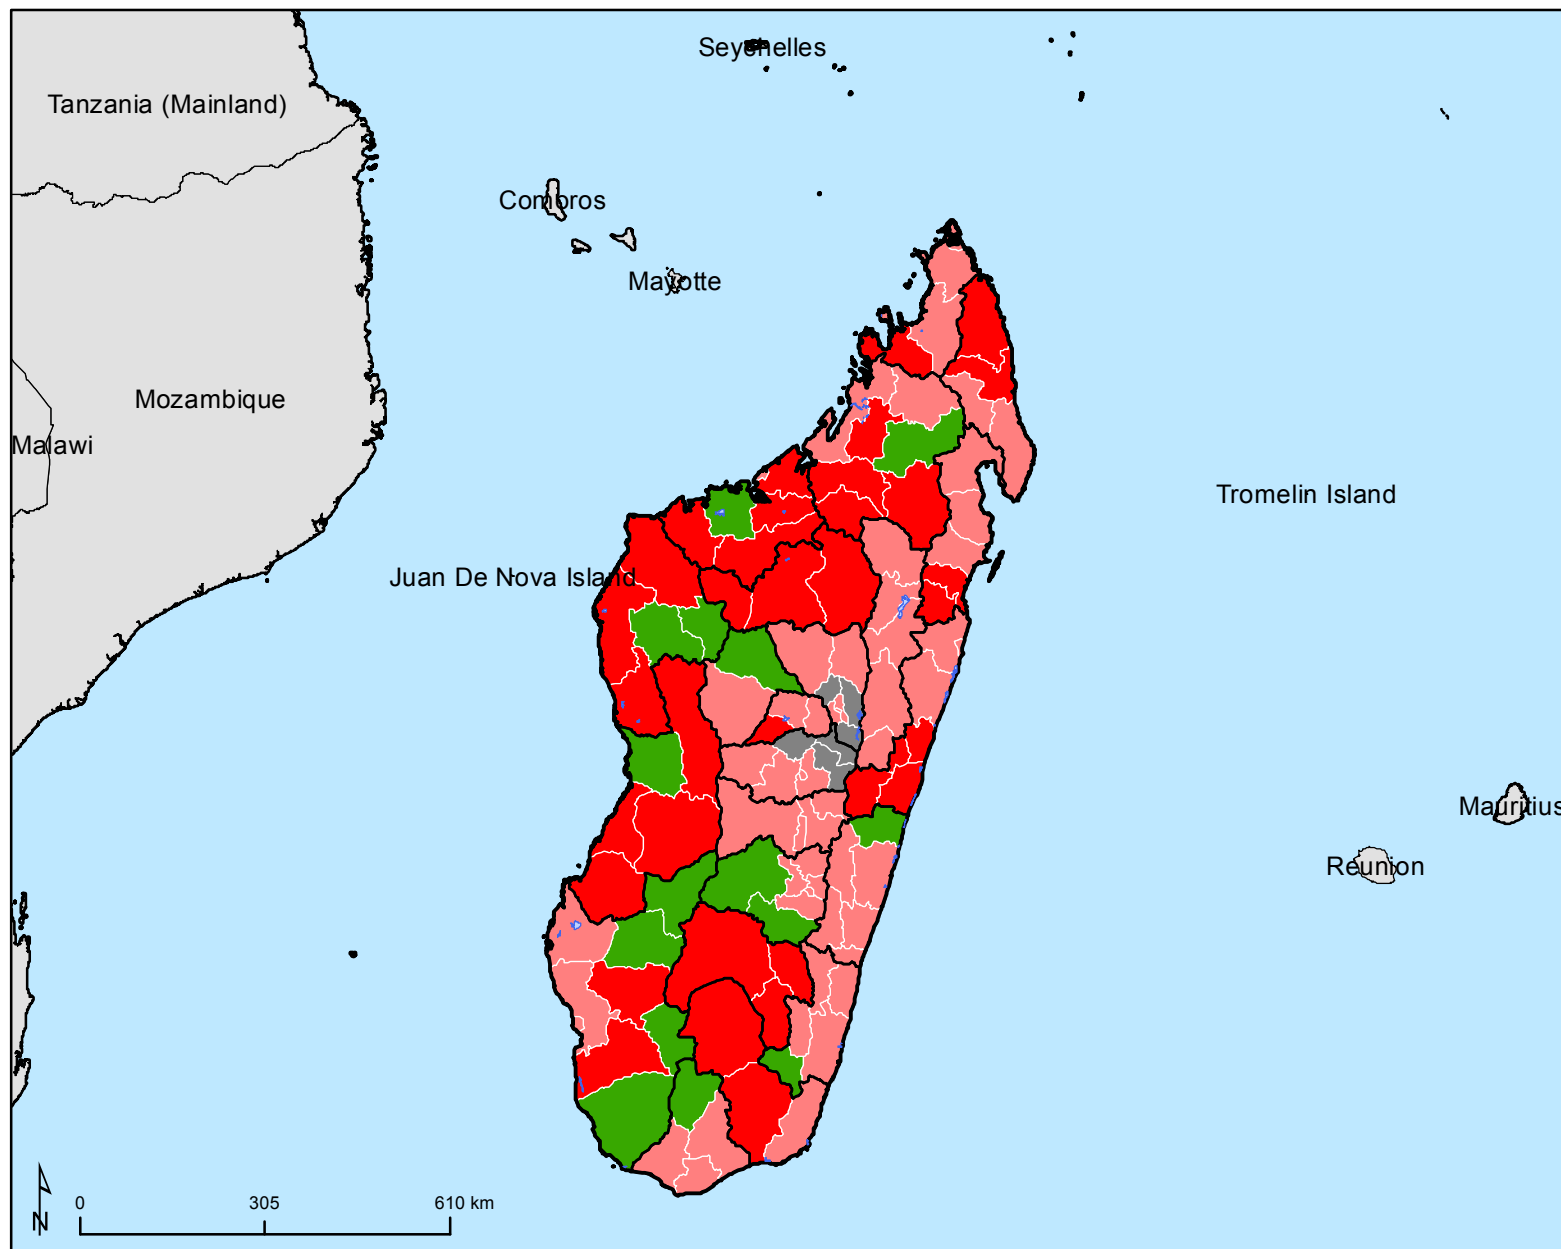 Seychelles
Tanzania (Mainland)
Comoros
Mayotte
Mozambique
Malawi
Tromelin Island
Juan De Nova Island
Mauritius
Reunion
N
0 305 610 km